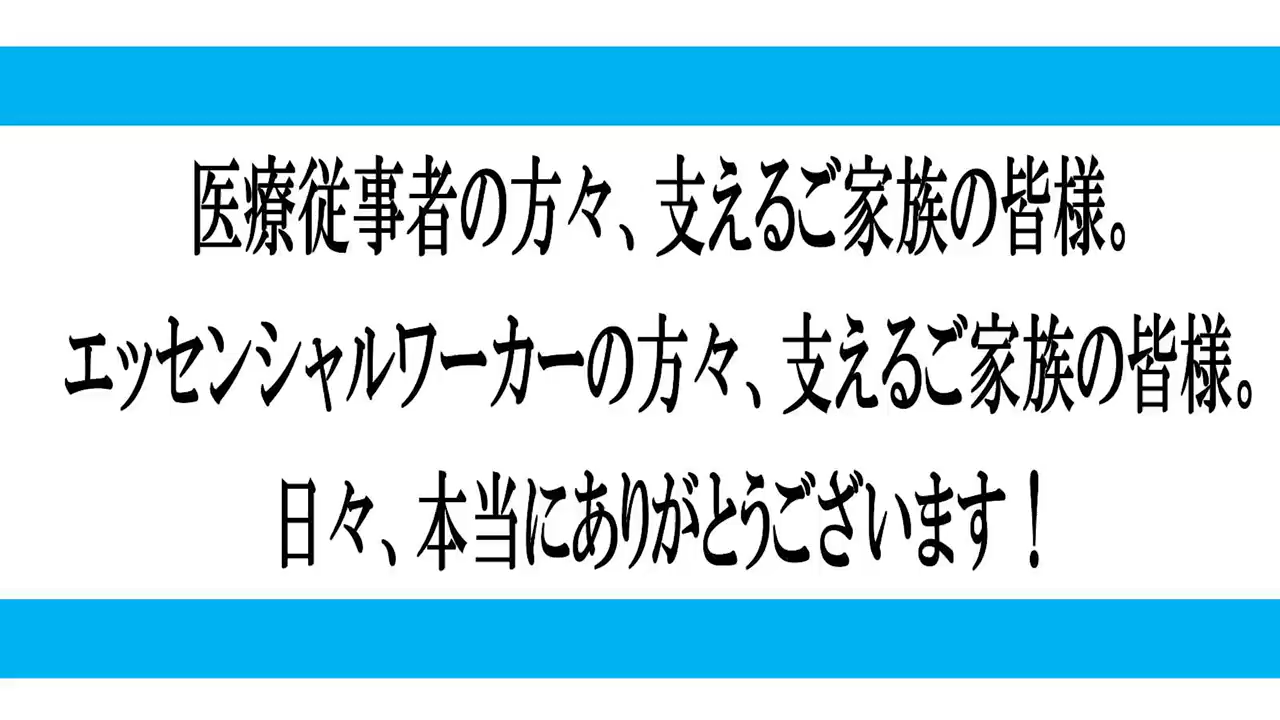 医療従事者の方々、支えるご家族の皆様。
エッセンシャルワーカーの方々、支えるご家族の皆様。
日々、本当にありがとうございます！